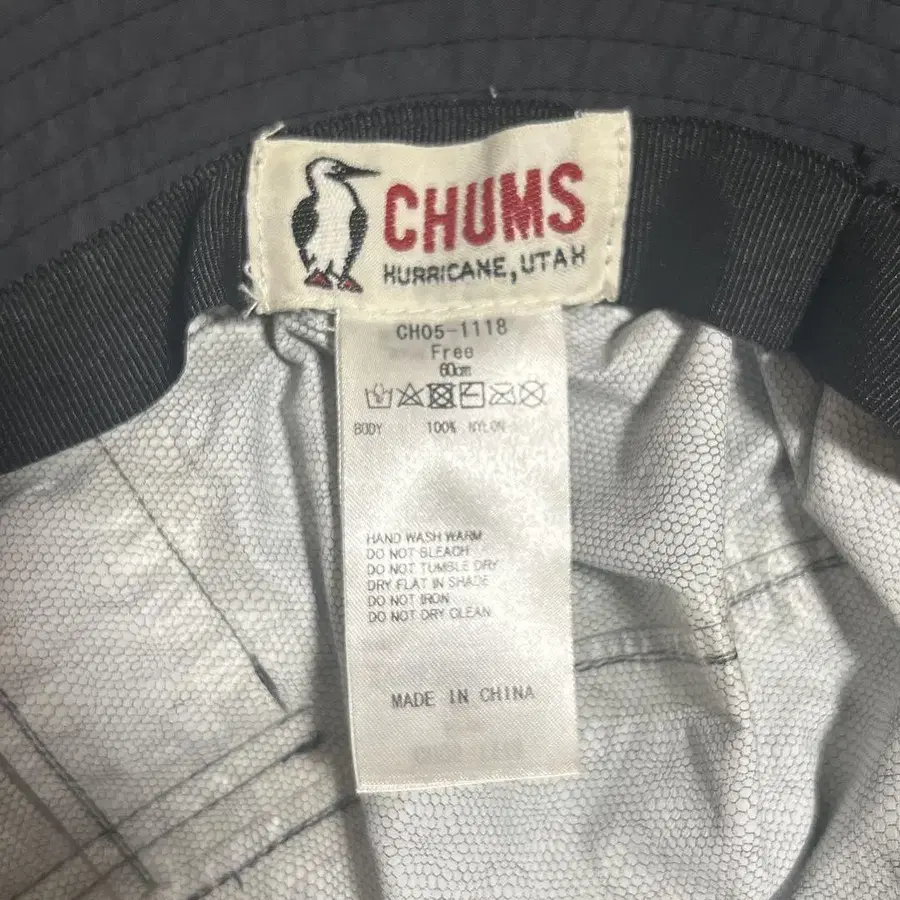 CHUMS
HURRICANE, UTAH
CH05-1118
Free
60cm
BODY 100% NYLON
HAND WASH WARM
DO NOT BLEACH
DO NOT TUMBLE DRY
DRY FLAT IN SHADE
DO NOT IRON
DO NOT DRY CLEAN
MADE IN CHINA